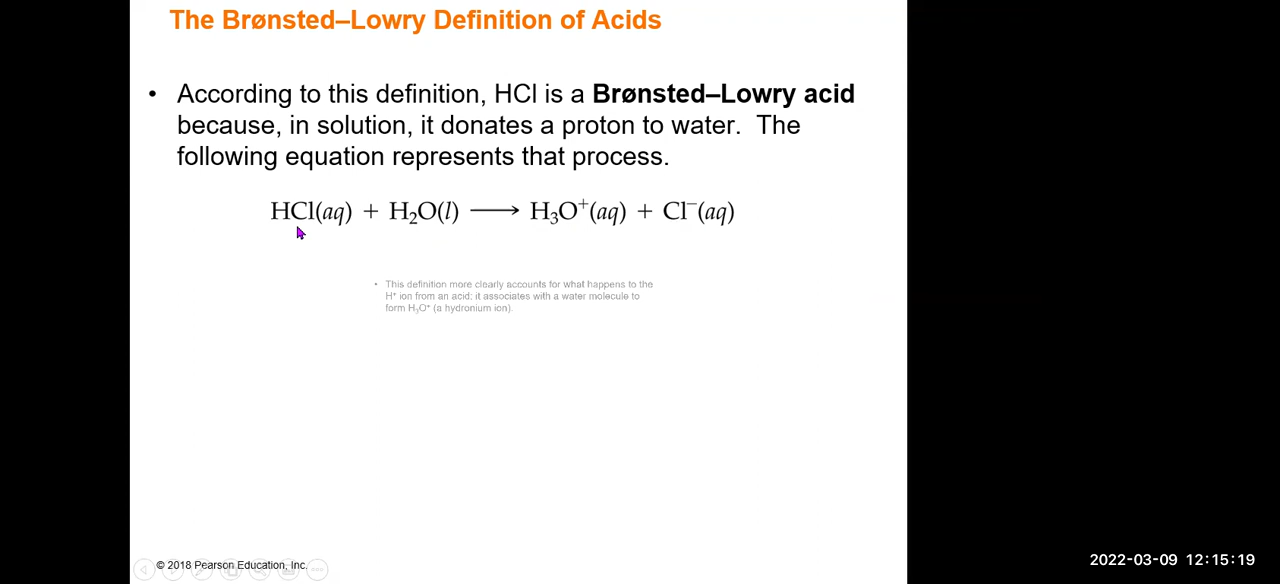 The Brønsted–Lowry Definition of Acids
• According to this definition, HCl is a Brønsted–Lowry acid
because, in solution, it donates a proton to water.  The
following equation represents that process.
HCl(aq) + H₂O(l) ⟶ H₃O⁺(aq) + Cl⁻(aq)
• This definition more clearly accounts for what happens to the
H⁺ ion from an acid; it associates with a water molecule to
form H₃O⁺ (a hydronium ion).
© 2018 Pearson Education, Inc.
2022-03-09 12:15:19